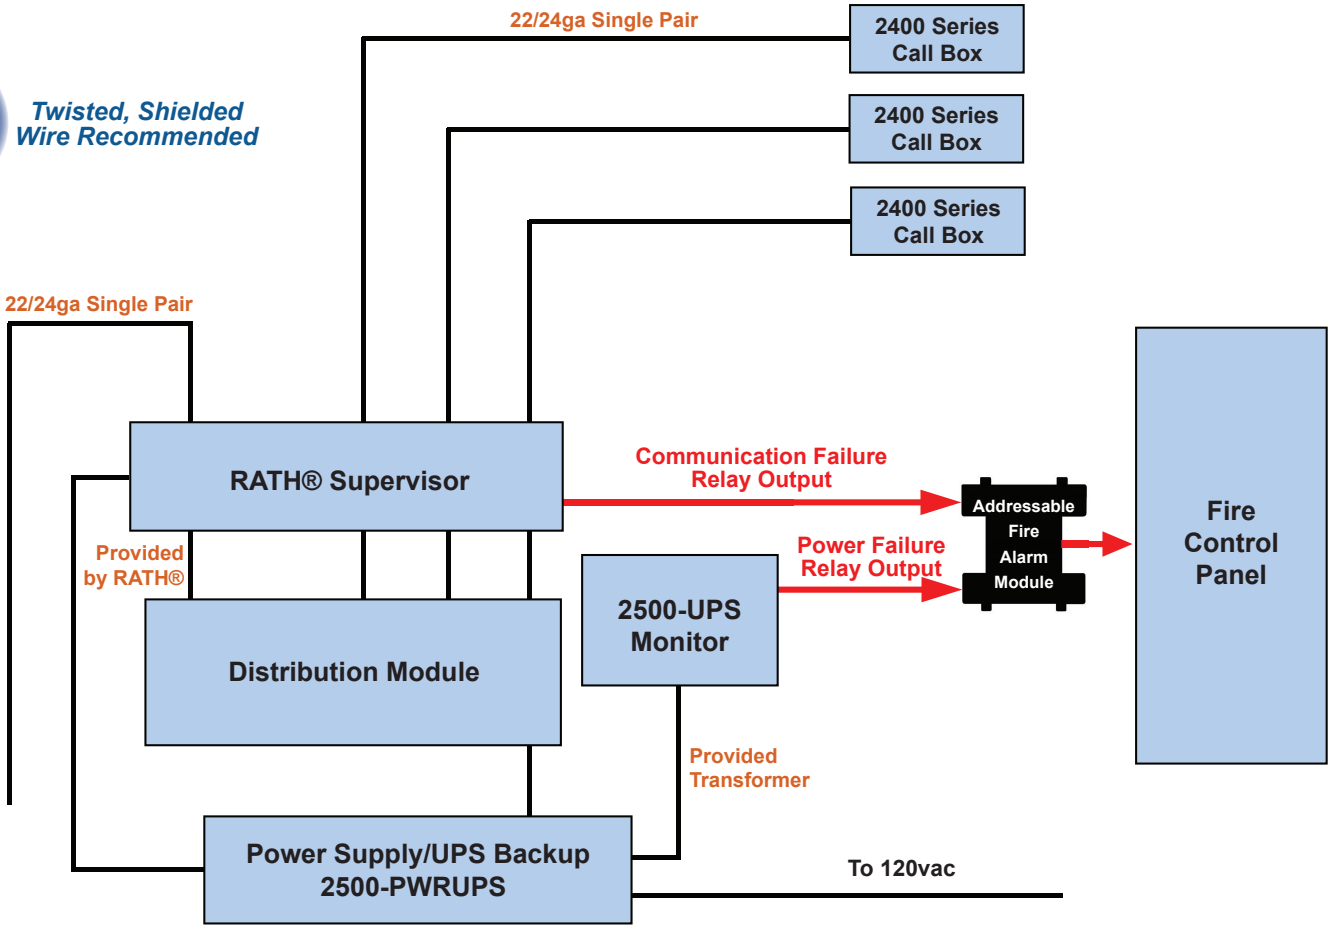 22/24ga Single Pair
2400 Series
Call Box
Twisted, Shielded
Wire Recommended
2400 Series
Call Box
2400 Series
Call Box
22/24ga Single Pair
RATH® Supervisor
Communication Failure
Relay Output
Addressable
Fire
Alarm
Module
Fire
Control
Panel
Provided
by RATH®
Power Failure
Relay Output
2500-UPS
Monitor
Distribution Module
Provided
Transformer
Power Supply/UPS Backup
2500-PWRUPS
To 120vac